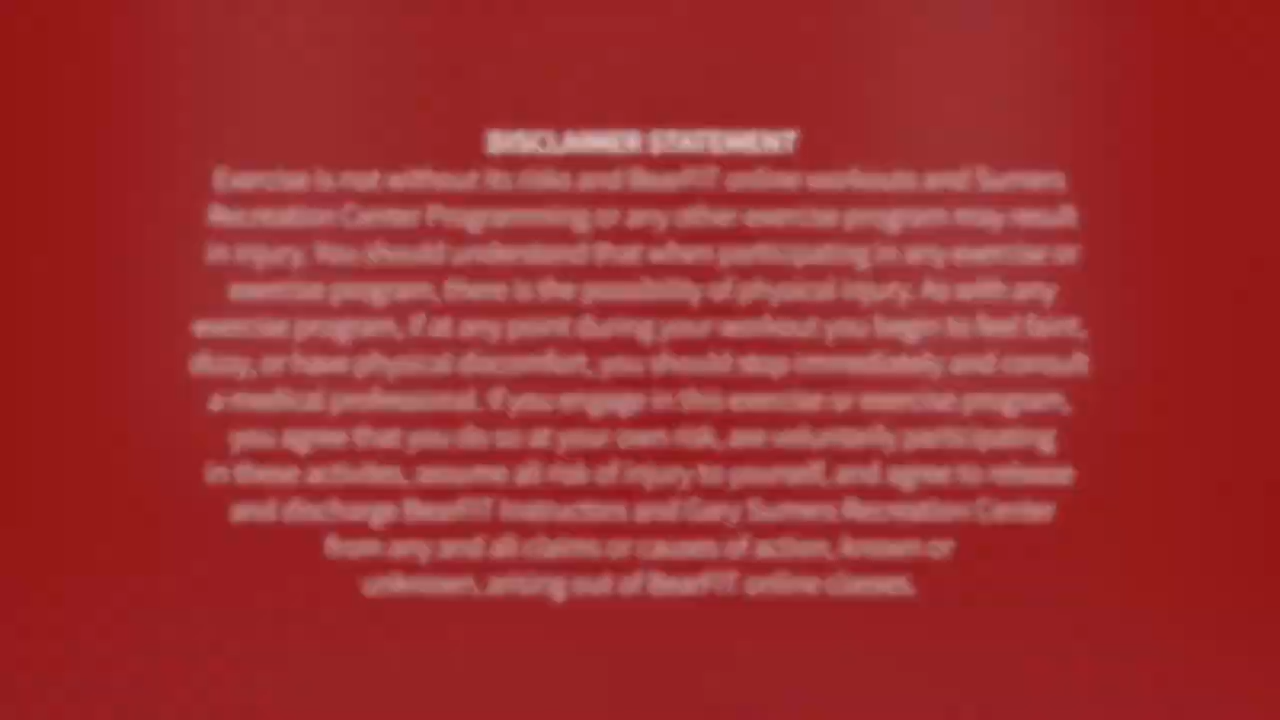 DISCLAIMER STATEMENT
Exercise is not without its risks and BearFIT online workouts and Sumers
Recreation Center Programming or any other exercise program may result
in injury. You should understand that when participating in any exercise or
exercise program, there is the possibility of physical injury. As with any
exercise program, if at any point during your workout you begin to feel faint,
dizzy, or have physical discomfort, you should stop immediately and consult
a medical professional. If you engage in this exercise or exercise program,
you agree that you do so at your own risk, are voluntarily participating
in these activites, assume all risk of injury to yourself, and agree to release
and discharge BearFIT Instructors and Gary Sumers Recreation Center
from any and all claims or causes of action, known or
unknown, arising out of BearFIT online classes.